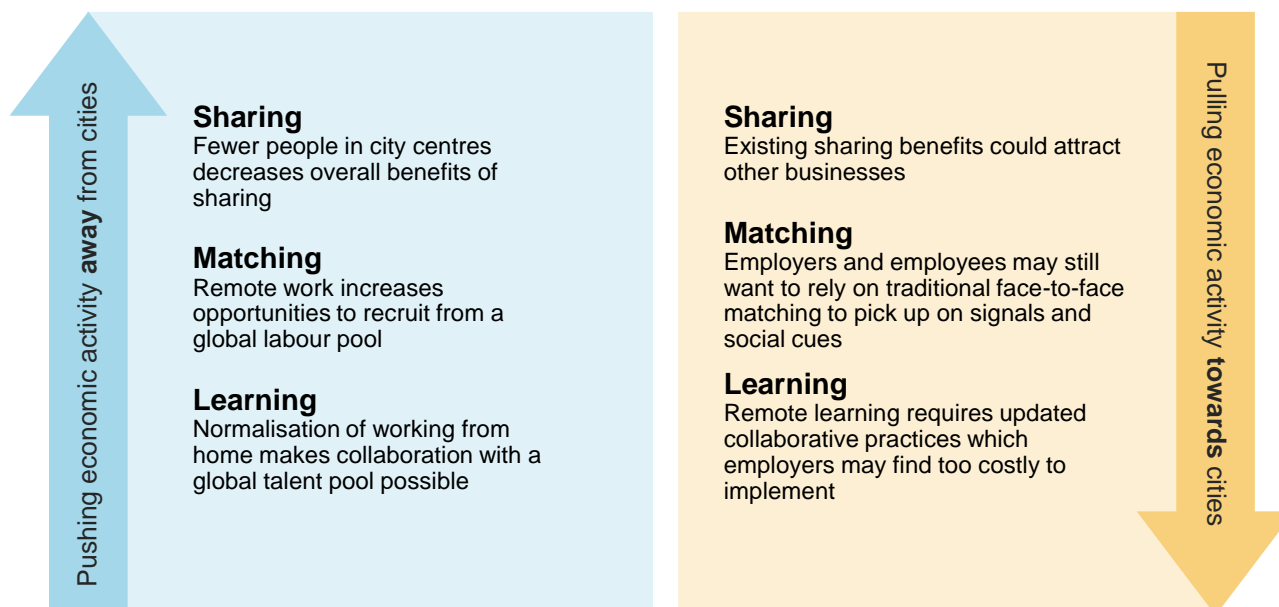 Pushing economic activity away from cities
Sharing
Fewer people in city centres
decreases overall benefits of
sharing
Matching
Remote work increases
opportunities to recruit from a
global labour pool
Learning
Normalisation of working from
home makes collaboration with a
global talent pool possible
Sharing
Existing sharing benefits could attract
other businesses
Matching
Employers and employees may still
want to rely on traditional face-to-face
matching to pick up on signals and
social cues
Learning
Remote learning requires updated
collaborative practices which
employers may find too costly to
implement
Pulling economic activity towards cities